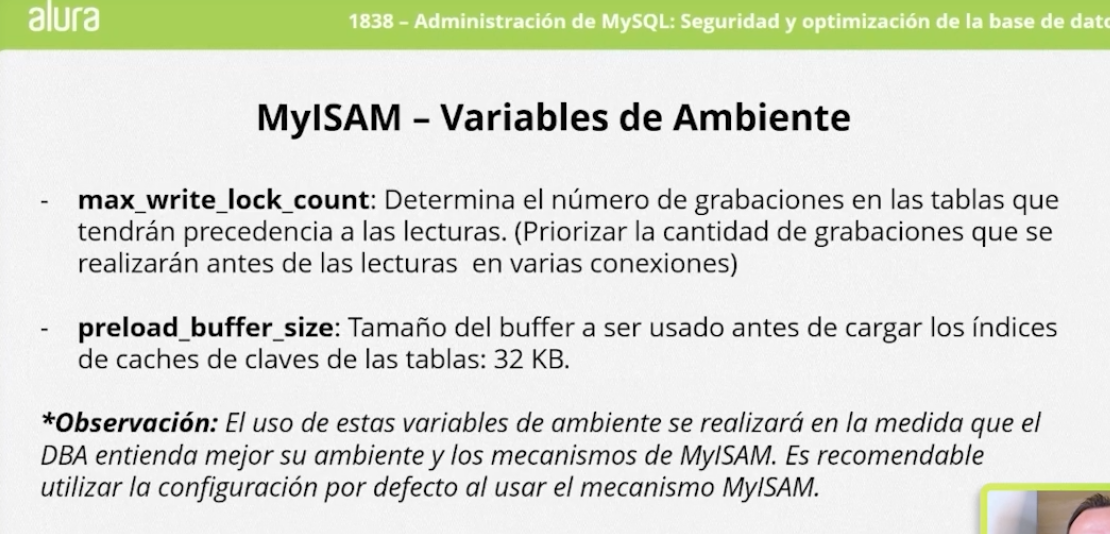 alura
1838 – Administración de MySQL: Seguridad y optimización de la base de
MyISAM – Variables de Ambiente
- max_write_lock_count: Determina el número de grabaciones en las tablas que
tendrán precedencia a las lecturas. (Priorizar la cantidad de grabaciones que se
realizarán antes de las lecturas en varias conexiones)
- preload_buffer_size: Tamaño del buffer a ser usado antes de cargar los índices
de caches de claves de las tablas: 32 KB.
*Observación: El uso de estas variables de ambiente se realizará en la medida que el
DBA entienda mejor su ambiente y los mecanismos de MyISAM. Es recomendable
utilizar la configuración por defecto al usar el mecanismo MyISAM.